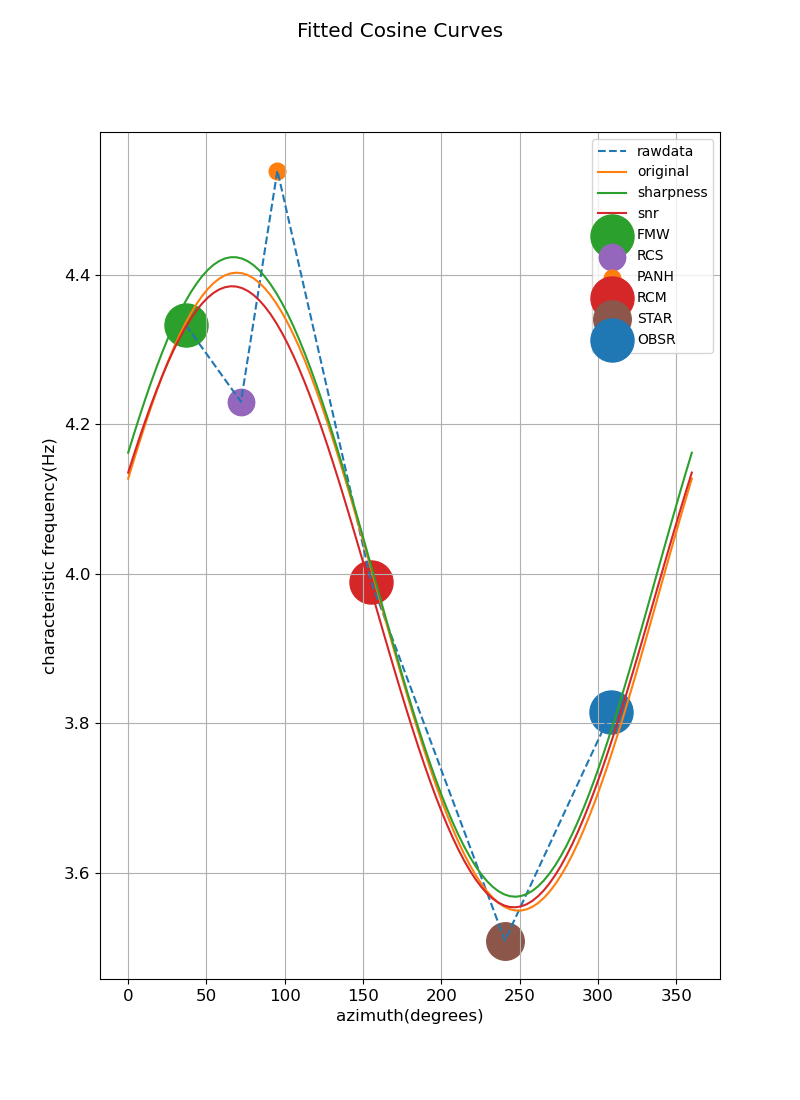 Fitted Cosine Curves
rawdata
original
sharpness
snr
FMW
RCS
PANH
RCM
STAR
OBSR
4.4
4.2
4.0
3.8
3.6
characteristic frequency(Hz)
0 50 100 150 200 250 300 350
azimuth(degrees)